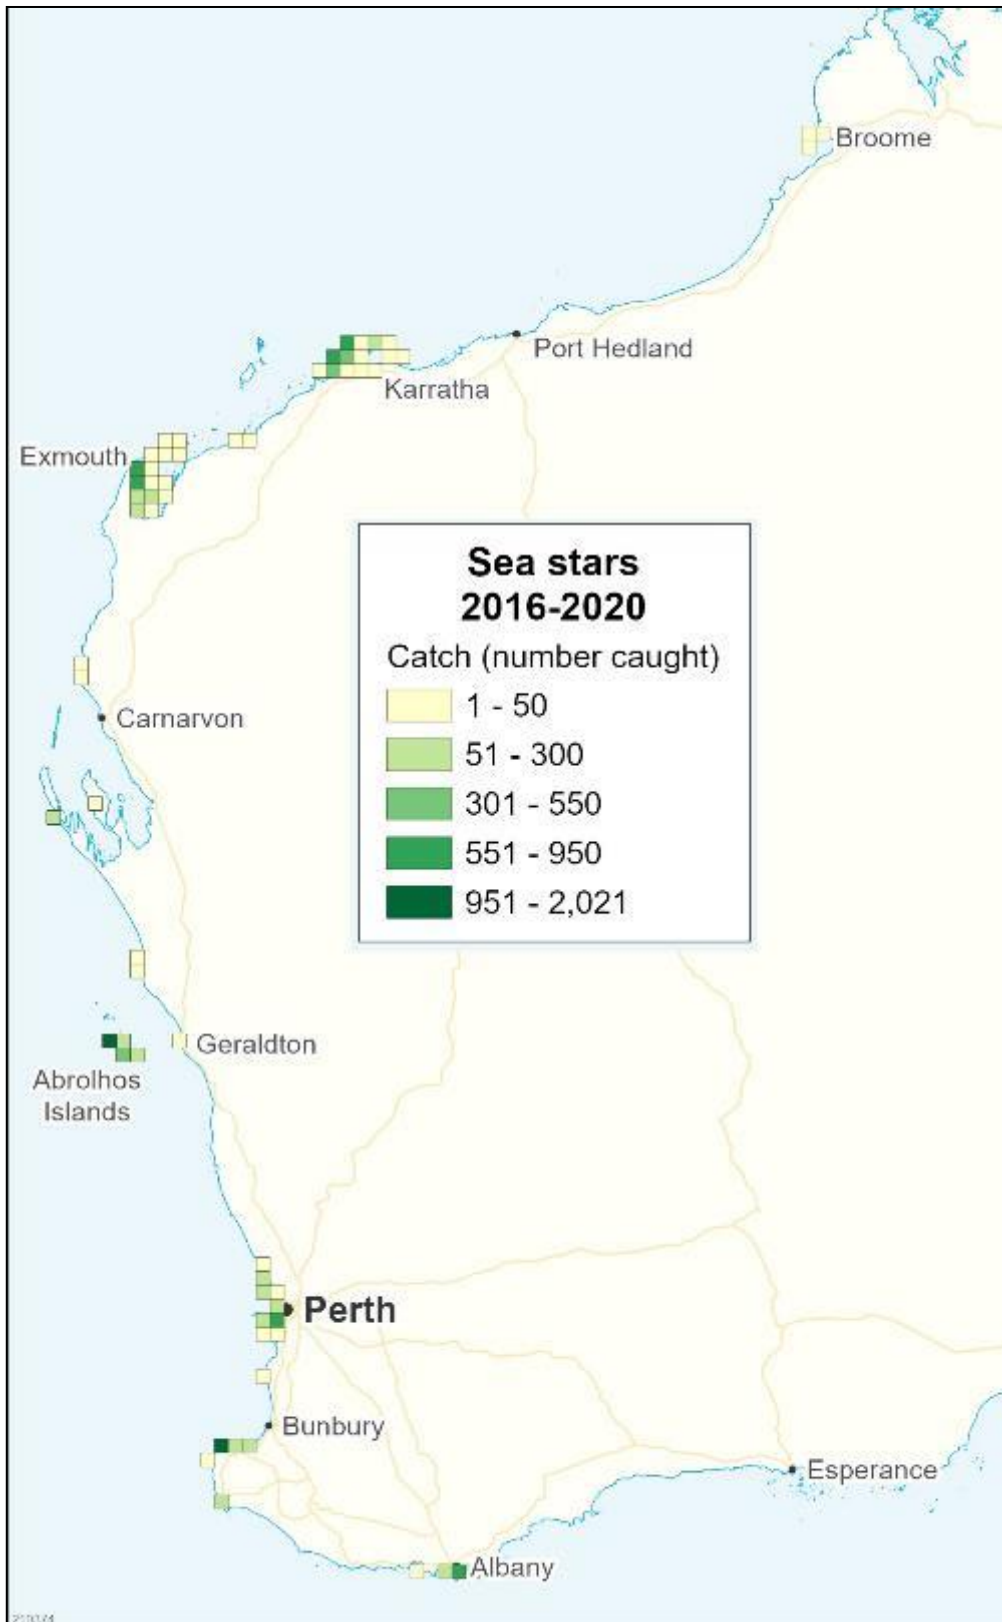 Broome
Port Hedland
Karratha
Exmouth
Sea stars
2016-2020
Catch (number caught)
1 - 50
51 - 300
301 - 550
551 - 950
951 - 2,021
Carnarvon
Geraldton
Abrolhos
Islands
Perth
Bunbury
Esperance
Albany